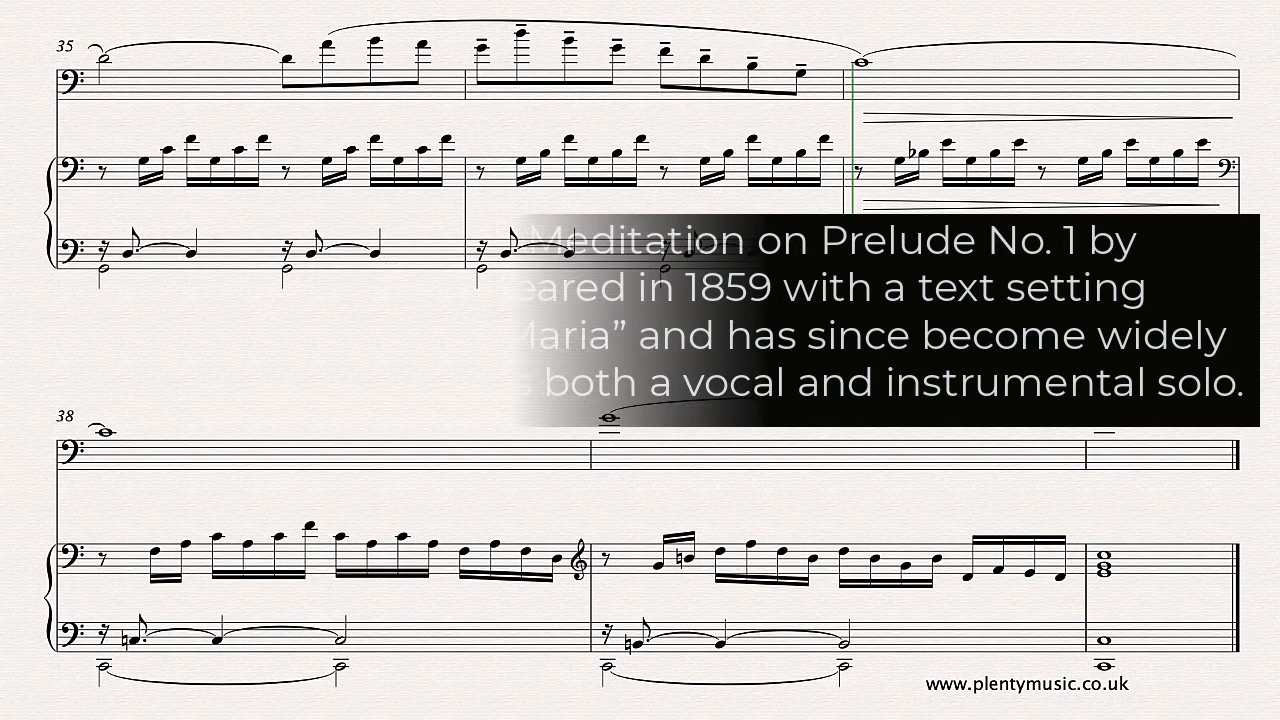 35
Meditation on Prelude No. 1 by
in 1859 with a text setting
Maria” and has since become widely
both a vocal and instrumental solo.
38
www.plentymusic.co.uk